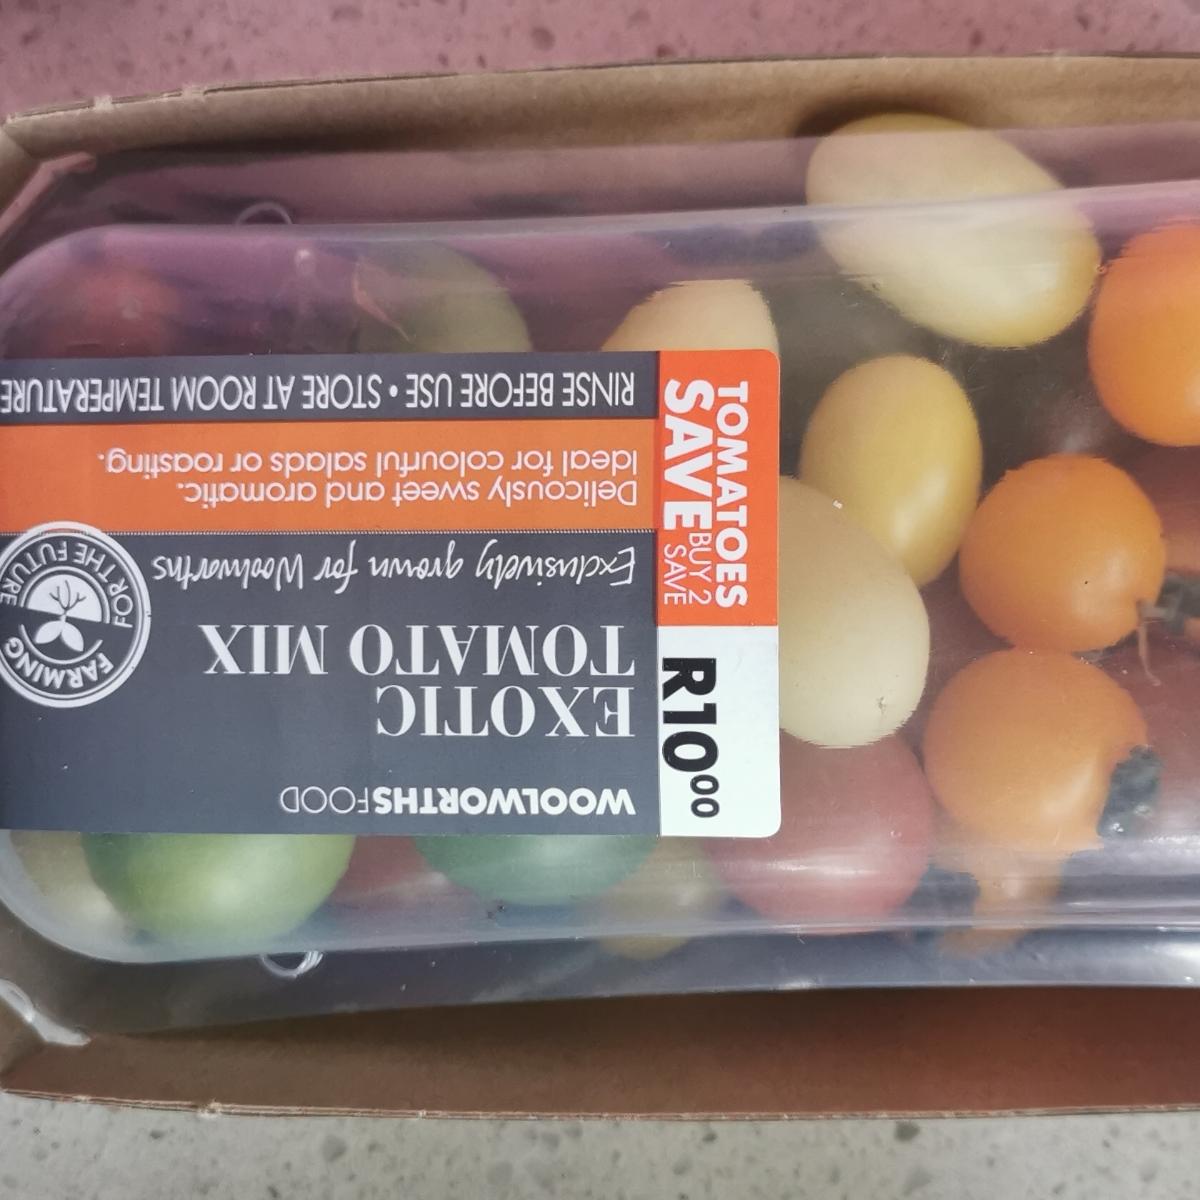 WOOLWORTHSFOOD
EXOTIC
TOMATO MIX
Exclusively grown for Woolworths
FARMING
FOR THE FUTURE
Delicously sweet and aromatic.
Ideal for colourful salads or roasting.
RINSE BEFORE USE • STORE AT ROOM TEMPERATURE
TOMATOES
BUY 2
SAVE
SAVE R10⁰⁰